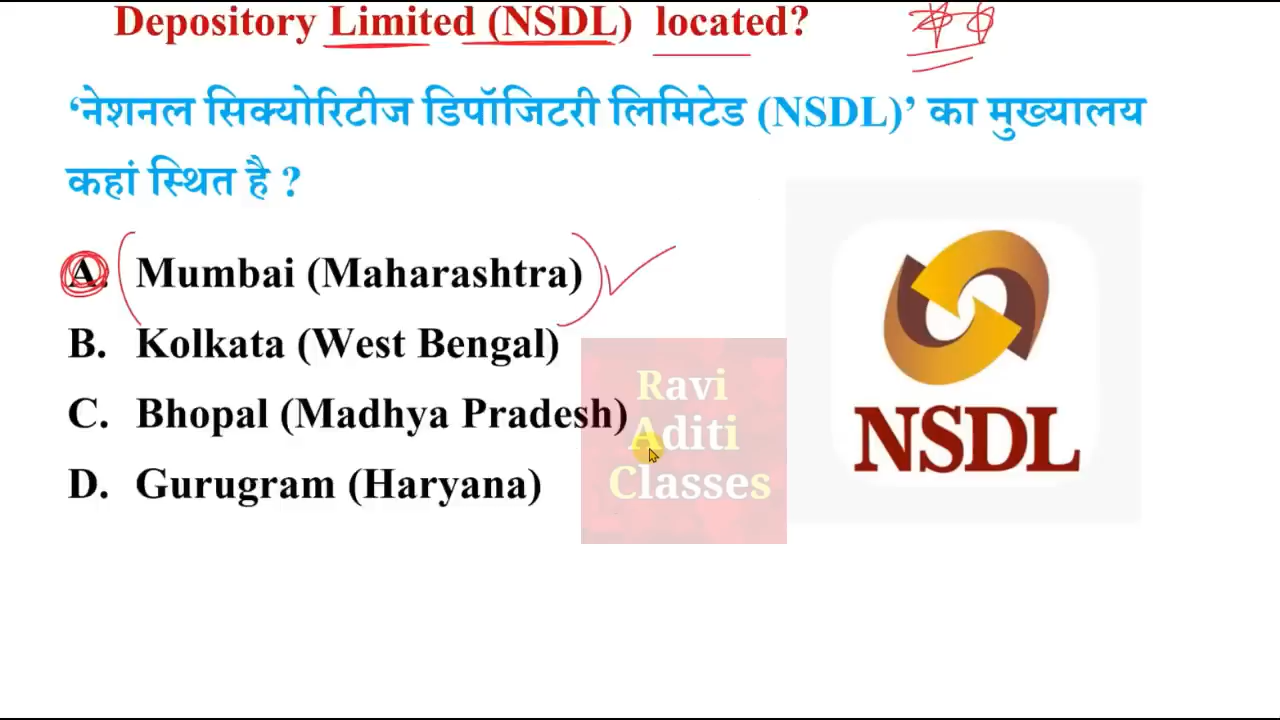 Depository Limited (NSDL) located?
‘नेशनल सिक्योरिटीज डिपॉजिटरी लिमिटेड (NSDL)’ का मुख्यालय
कहां स्थित है ?
A. Mumbai (Maharashtra)
B. Kolkata (West Bengal)
C. Bhopal (Madhya Pradesh)
D. Gurugram (Haryana)
Ravi
Aditi
Classes
NSDL